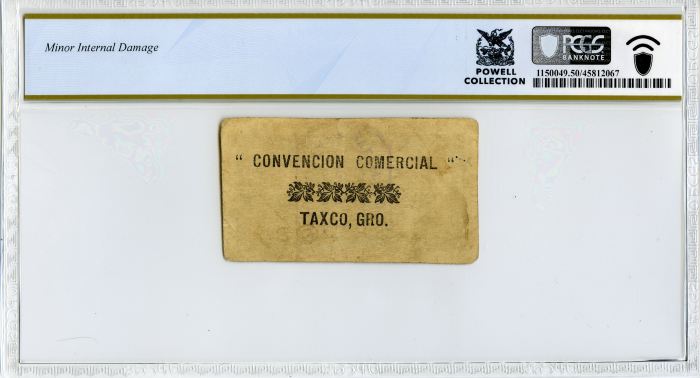 Minor Internal Damage
POWELL
COLLECTION
PCGS
BANKNOTE
1150049.50/45812067
" CONVENCION COMERCIAL "
TAXCO, GRO.